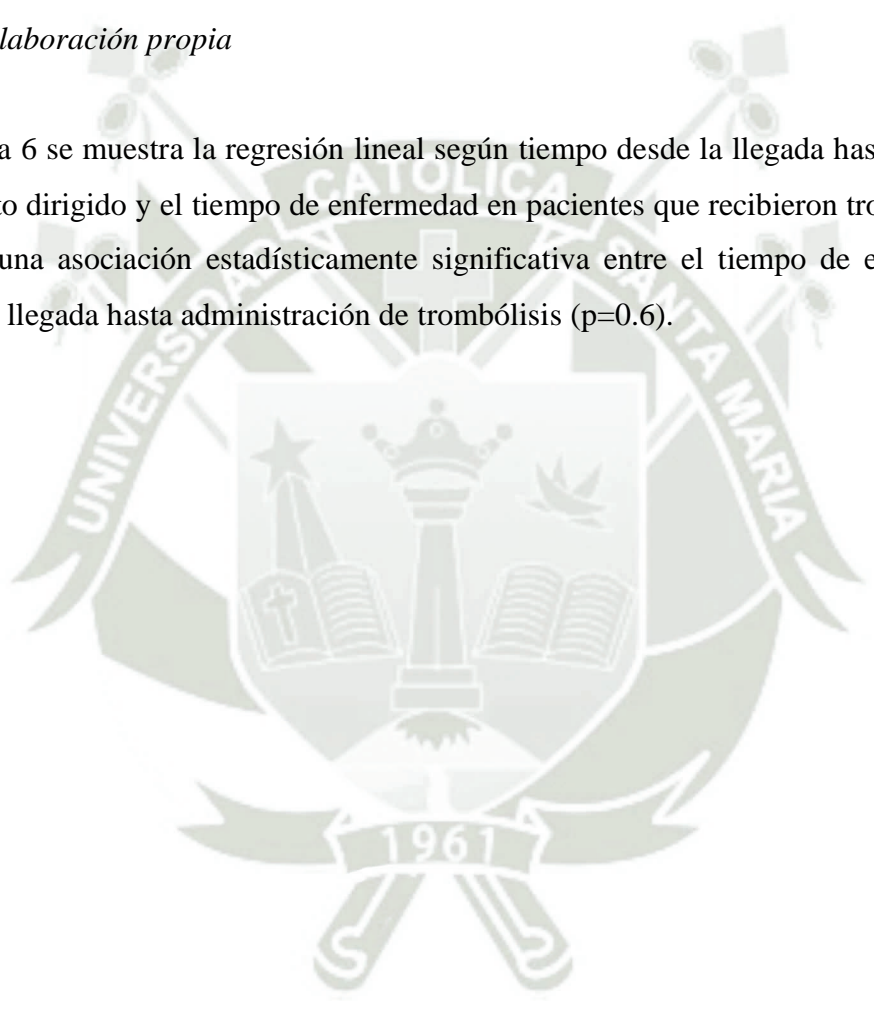 laboración propia
a 6 se muestra la regresión lineal según tiempo desde la llegada has
to dirigido y el tiempo de enfermedad en pacientes que recibieron tro
una asociación estadísticamente significativa entre el tiempo de e
llegada hasta administración de trombólisis (p=0.6).
UNIVERSIDAD CATOLICA SANTA MARIA
1961